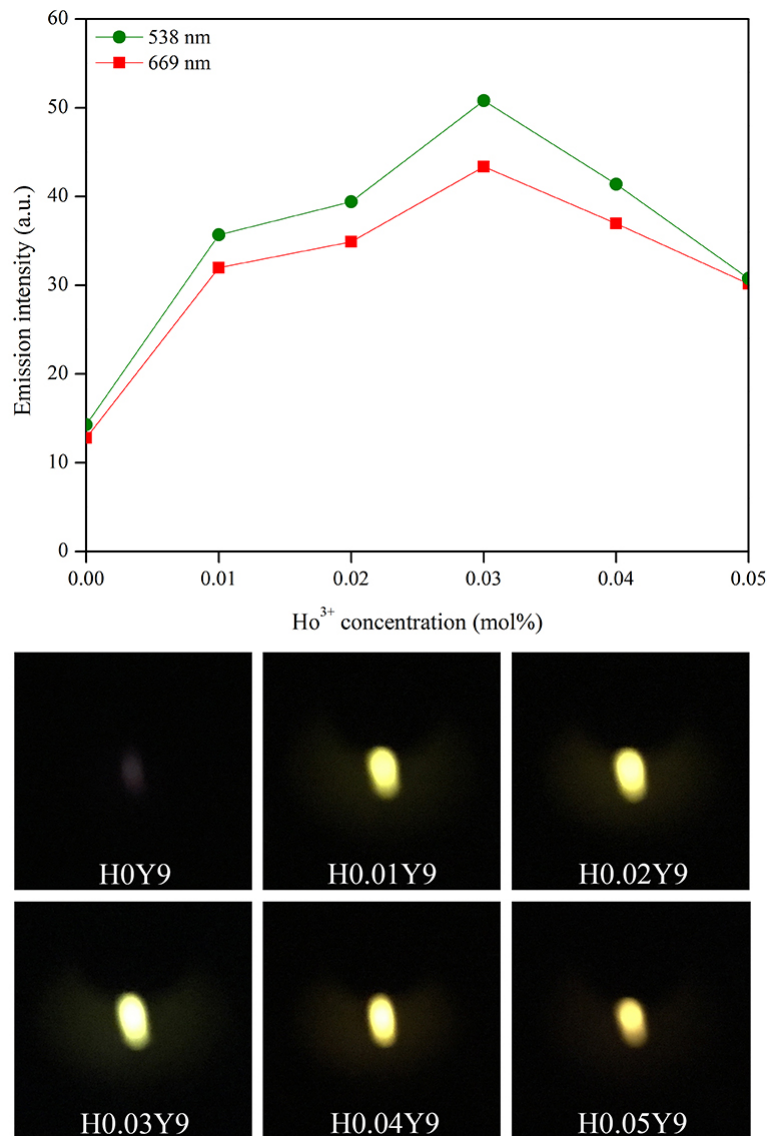 60
538 nm
669 nm
50
40
30
20
10
0
Emission intensity (a.u.)
0.00 0.01 0.02 0.03 0.04 0.05
Ho³⁺ concentration (mol%)
H0Y9 H0.01Y9 H0.02Y9
H0.03Y9 H0.04Y9 H0.05Y9